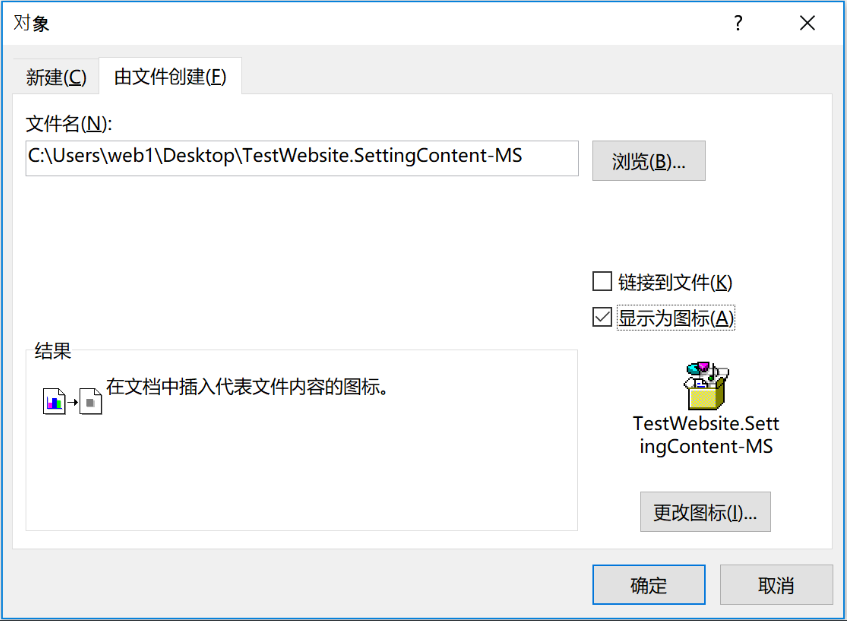 对象
?
新建(C)
由文件创建(F)
文件名(N):
C:\Users\web1\Desktop\TestWebsite.SettingContent-MS
浏览(B)...
链接到文件(K)
显示为图标(A)
结果
在文档中插入代表文件内容的图标。
TestWebsite.Sett
ingContent-MS
更改图标(I)...
确定
取消